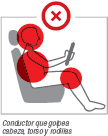 Conductor que golpea
cabeza, torso y rodillas